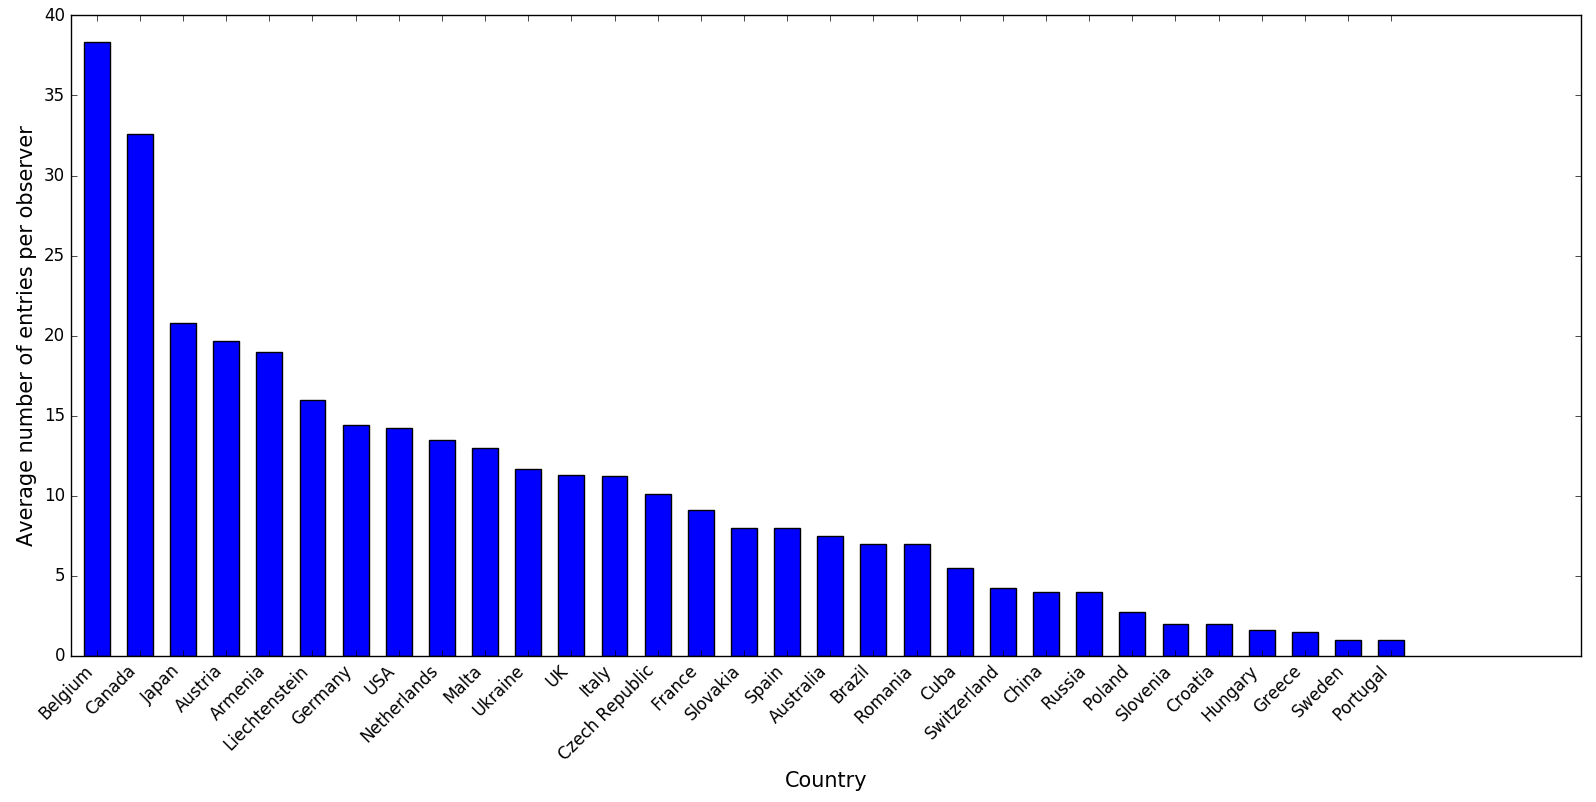 40
35
30
25
20
15
10
5
0
Average number of entries per observer
Belgium
Canada
Japan
Austria
Armenia
Liechtenstein
Germany
USA
Netherlands
Malta
Ukraine
UK
Italy
Czech Republic
France
Slovakia
Spain
Australia
Brazil
Romania
Cuba
Switzerland
China
Russia
Poland
Slovenia
Croatia
Hungary
Greece
Sweden
Portugal
Country